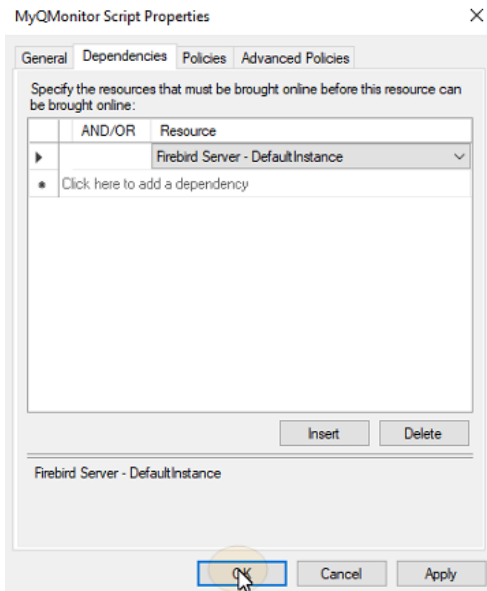 MyQMonitor Script Properties
General Dependencies Policies Advanced Policies
Specify the resources that must be brought online before this resource can
be brought online:
AND/OR Resource
Firebird Server - DefaultInstance
Click here to add a dependency
Insert Delete
Firebird Server - DefaultInstance
OK Cancel Apply